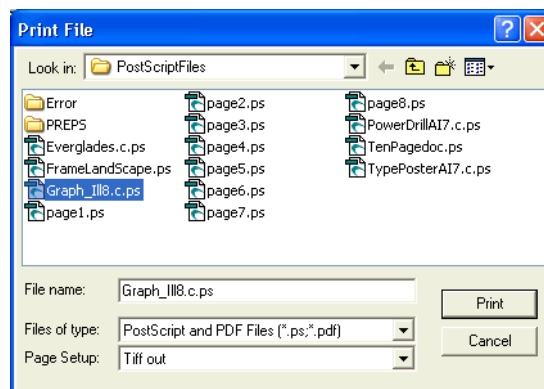 Print File
Look in: PostScriptFiles
Error page2.ps page8.ps
PREPS page3.ps PowerDrillAI7.c.ps
Everglades.c.ps page4.ps TenPagedoc.ps
FrameLandScape.ps page5.ps TypePosterAI7.c.ps
Graph_Ill8.c.ps page6.ps
page1.ps page7.ps
File name: Graph_Ill8.c.ps
Print
Files of type: PostScript and PDF Files (*.ps;*.pdf)
Cancel
Page Setup: Tiff out